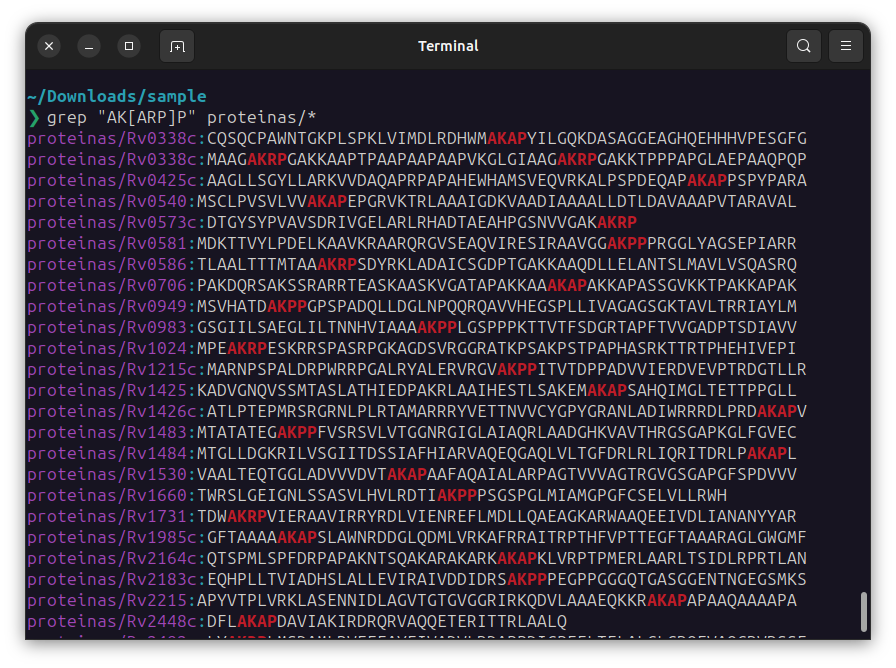 Terminal
~/Downloads/sample
❯ grep "AK[ARP]P" proteinas/*
proteinas/Rv0338c:CQSQCPAWNTGKPLSPKLVIMDLRDHWMAKAPYILGQKDASAGGEAGHQEHHHVPESGFG
proteinas/Rv0338c:MAAGAKRPGAKKAAPTPAAPAAPAAPVKGLGIAAGAKRPGAKKTPPPAPGLAEPAAQPQP
proteinas/Rv0425c:AAGLLSGYLLARKVVDAQAPRPAPAHEWHAMSVEQVRKALPSPDEQAPAKAPPSPYPARA
proteinas/Rv0540:MSCLPVSVLVVAKAPEPGRVKTRLAAAIGDKVAADIAAAALLDTLDAVAAAPVTARAVAL
proteinas/Rv0573c:DTGYSYPVAVSDRIVGELARLRHADTAEAHPGSNVVGAKAKRP
proteinas/Rv0581:MDKTTVYLPDELKAAVKRAARQRGVSEAQVIRESIRAAVGGAKPPPRGGLYAGSEPIARR
proteinas/Rv0586:TLAALTTTMTAAAKRPSDYRKLADAICSGDPTGAKKAAQDLLELANTSLMAVLVSQASRQ
proteinas/Rv0706:PAKDQRSAKSSRARRTEASKAASKVGATAPAKKAAAKAPAKKAPASSGVKKTPAKKAPAK
proteinas/Rv0949:MSVHATDAKPPGPSPADQLLDGLNPQQRQAVVHEGSPLLIVAGAGSGKTAVLTRRIAYLM
proteinas/Rv0983:GSGIILSAEGLILTNNHVIAAAAKPPLGSPPPKTTVTFSDGRTAPFTVVGADPTSDIAVV
proteinas/Rv1024:MPEAKRPESKRRSPASRPGKAGDSVRGGRATKPSAKPSTPAPHASRKTTRTPHEHIVEPI
proteinas/Rv1215c:MARNPSPALDRPWRRPGALRYALERVRGVAKPPITVTDPPADVVIERDVEVPTRDGTLLR
proteinas/Rv1425:KADVGNQVSSMTASLATHIEDPAKRLAAIHESTLSAKEMAKAPSAHQIMGLTETTPPGLL
proteinas/Rv1426c:ATLPTEPMRSRGRNLPLRTAMARRRYVETTNVVCYGPYGRANLADIWRRRDLPRDAKAPV
proteinas/Rv1483:MTATATEGAKPPFVSRSVLVTGGNRGIGLAIAQRLAADGHKVAVTHRGSGAPKGLFGVEC
proteinas/Rv1484:MTGLLDGKRILVSGIITDSSIAFHIARVAQEQGAQLVLTGFDRLRLIQRITDRLPAKAPL
proteinas/Rv1530:VAALTEQTGGLADVVVDVTAKAPAAFAQAIALARPAGTVVVAGTRGVGSGAPGFSPDVVV
proteinas/Rv1660:TWRSLGEIGNLSSASVLHVLRDTIAKPPPSGSPGLMIAMGPGFCSELVLLRWH
proteinas/Rv1731:TDWAKRPVIERAAVIRRYRDLVIENREFLMDLLQAEAGKARWAAQEEIVDLIANANYYAR
proteinas/Rv1985c:GFTAAAAAKAPSLAWNRDDGLQDMLVRKAFRRAITRPTHFVPTTEGFTAAARAGLGWGMF
proteinas/Rv2164c:QTSPMLSPFDRPAPAKNTSQAKARAKARKAKAPKLVRPTPMERLAARLTSIDLRPRTLAN
proteinas/Rv2183c:EQHPLLTVIADHSLALLEVIRAIVDDIDRSAKPPPEGPPGGGQTGASGGENTNGEGSMKS
proteinas/Rv2215:APYVTPLVRKLASENNIDLAGVTGTGVGGRIRKQDVLAAAEQKKRAKAPAPAAQAAAAPA
proteinas/Rv2448c:DFLAKAPDAVIAKIRDRQRVAQQETERITTRLAALQ